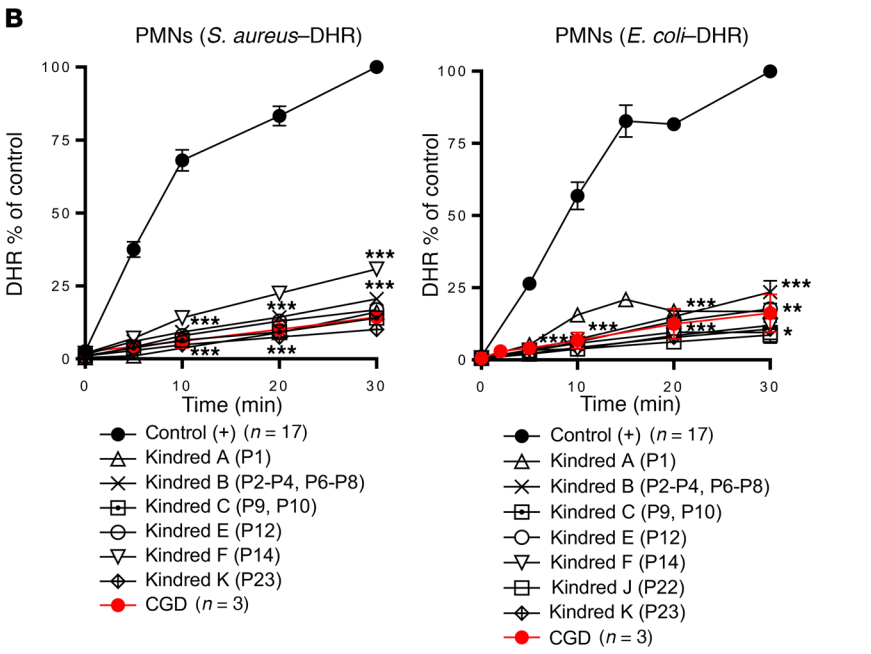 B
PMNs (S. aureus–DHR)
100
75
50
25
0
DHR % of control
***
***
***
***
***
***
0 10 20 30
Time (min)
Control (+) (n = 17)
Kindred A (P1)
Kindred B (P2-P4, P6-P8)
Kindred C (P9, P10)
Kindred E (P12)
Kindred F (P14)
Kindred K (P23)
CGD (n = 3)
PMNs (E. coli–DHR)
100
75
50
25
0
DHR % of control
***
***
**
***
***
***
*
0 10 20 30
Time (min)
Control (+) (n = 17)
Kindred A (P1)
Kindred B (P2-P4, P6-P8)
Kindred C (P9, P10)
Kindred E (P12)
Kindred F (P14)
Kindred J (P22)
Kindred K (P23)
CGD (n = 3)